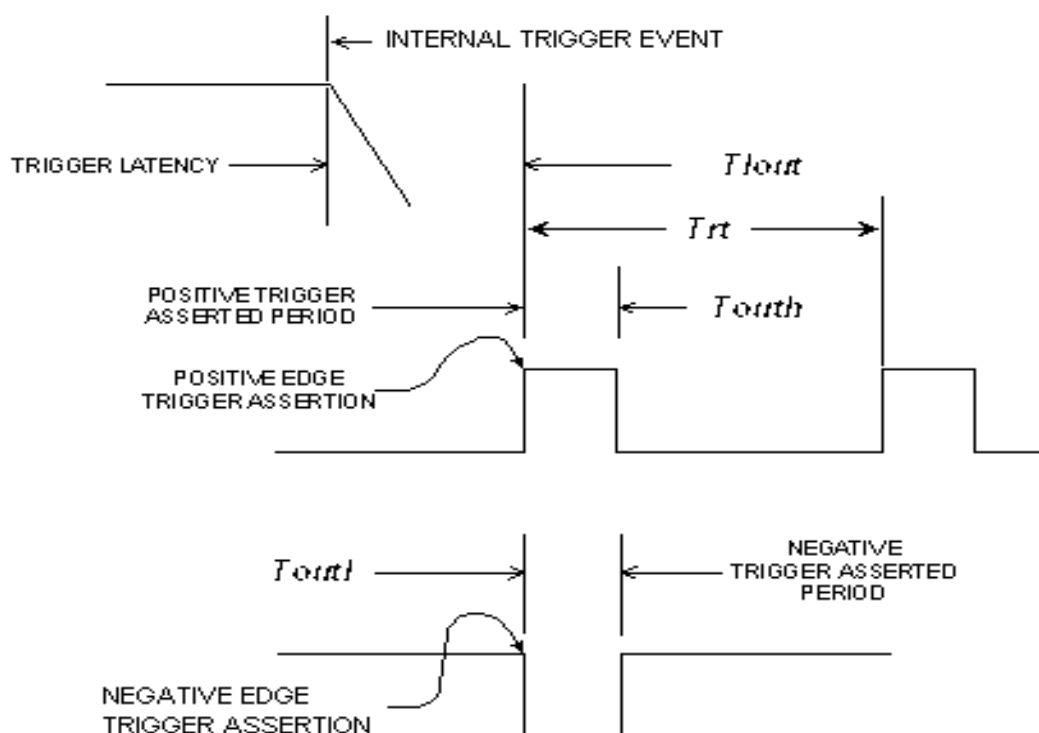 INTERNAL TRIGGER EVENT
TRIGGER LATENCY
Tlout
Trt
POSITIVE TRIGGER
ASSERTED PERIOD
Touth
POSITIVE EDGE
TRIGGER ASSERTION
Toutl
NEGATIVE
TRIGGER ASSERTED
PERIOD
NEGATIVE EDGE
TRIGGER ASSERTION